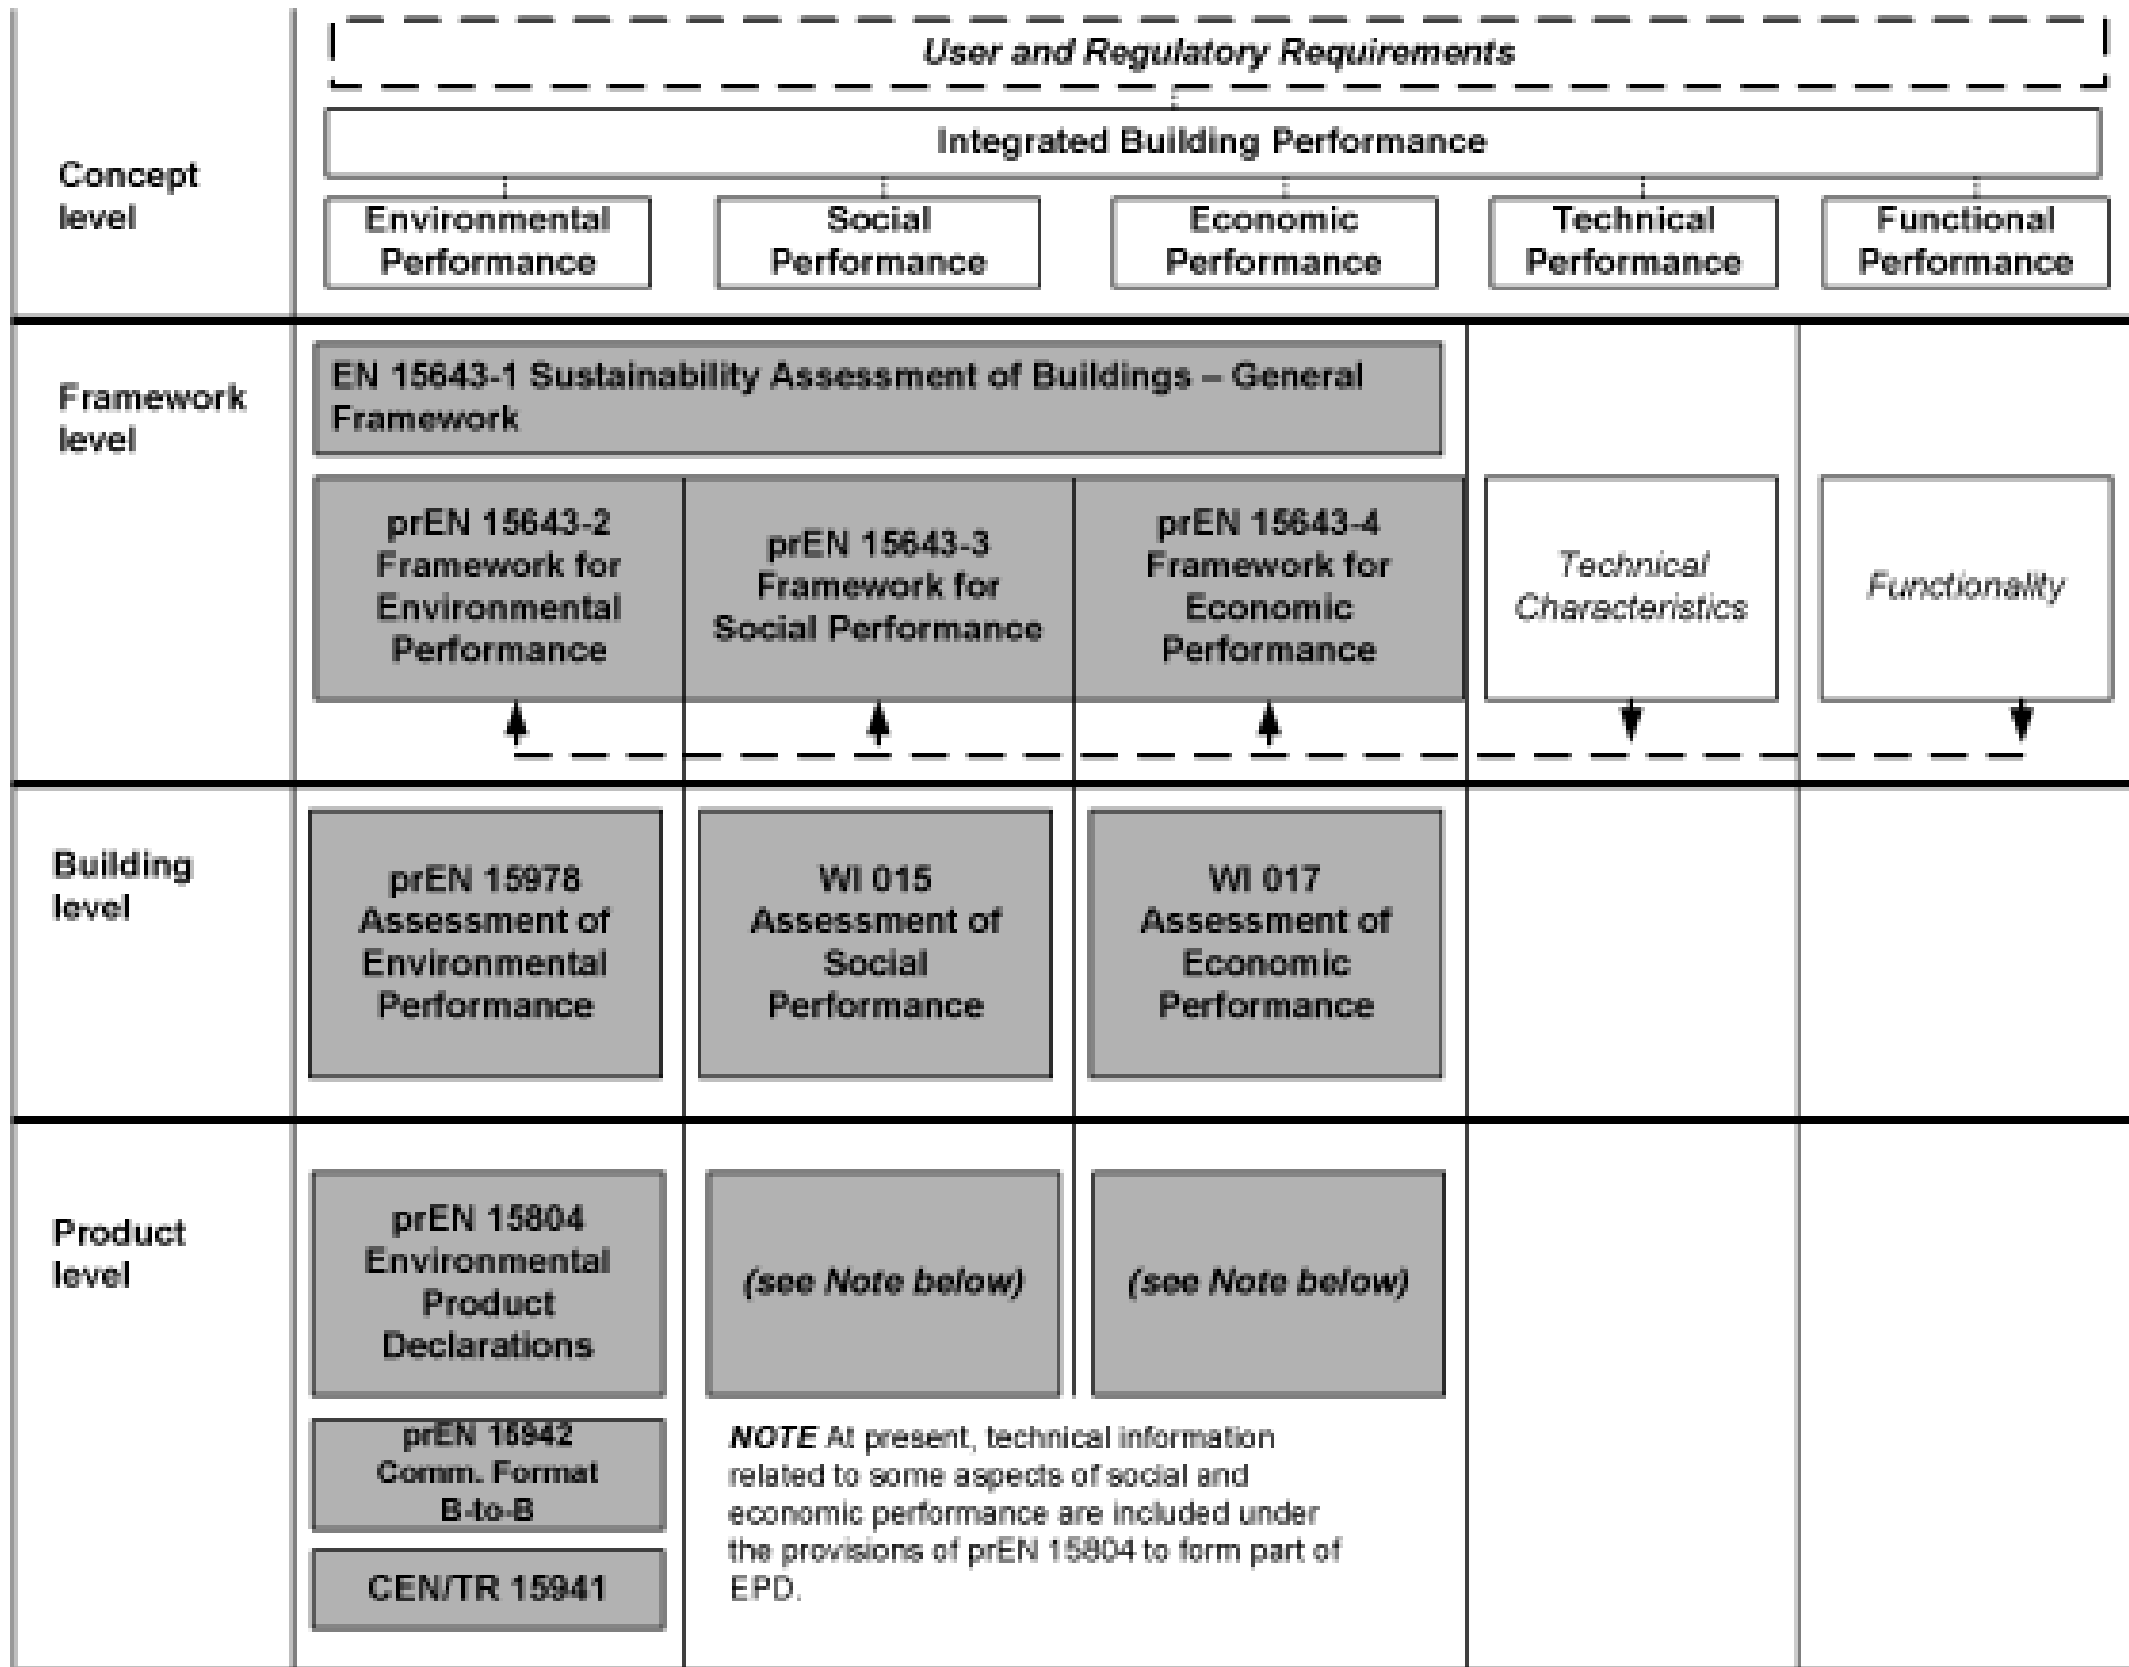 User and Regulatory Requirements
Integrated Building Performance
Concept
level
Environmental
Performance
Social
Performance
Economic
Performance
Technical
Performance
Functional
Performance
Framework
level
EN 15643-1 Sustainability Assessment of Buildings – General
Framework
prEN 15643-2
Framework for
Environmental
Performance
prEN 15643-3
Framework for
Social Performance
prEN 15643-4
Framework for
Economic
Performance
Technical
Characteristics
Functionality
Building
level
prEN 15978
Assessment of
Environmental
Performance
WI 015
Assessment of
Social
Performance
WI 017
Assessment of
Economic
Performance
Product
level
prEN 15804
Environmental
Product
Declarations
(see Note below)
(see Note below)
prEN 15942
Comm. Format
B-to-B
CEN/TR 15941
NOTE At present, technical information
related to some aspects of social and
economic performance are included under
the provisions of prEN 15804 to form part of
EPD.